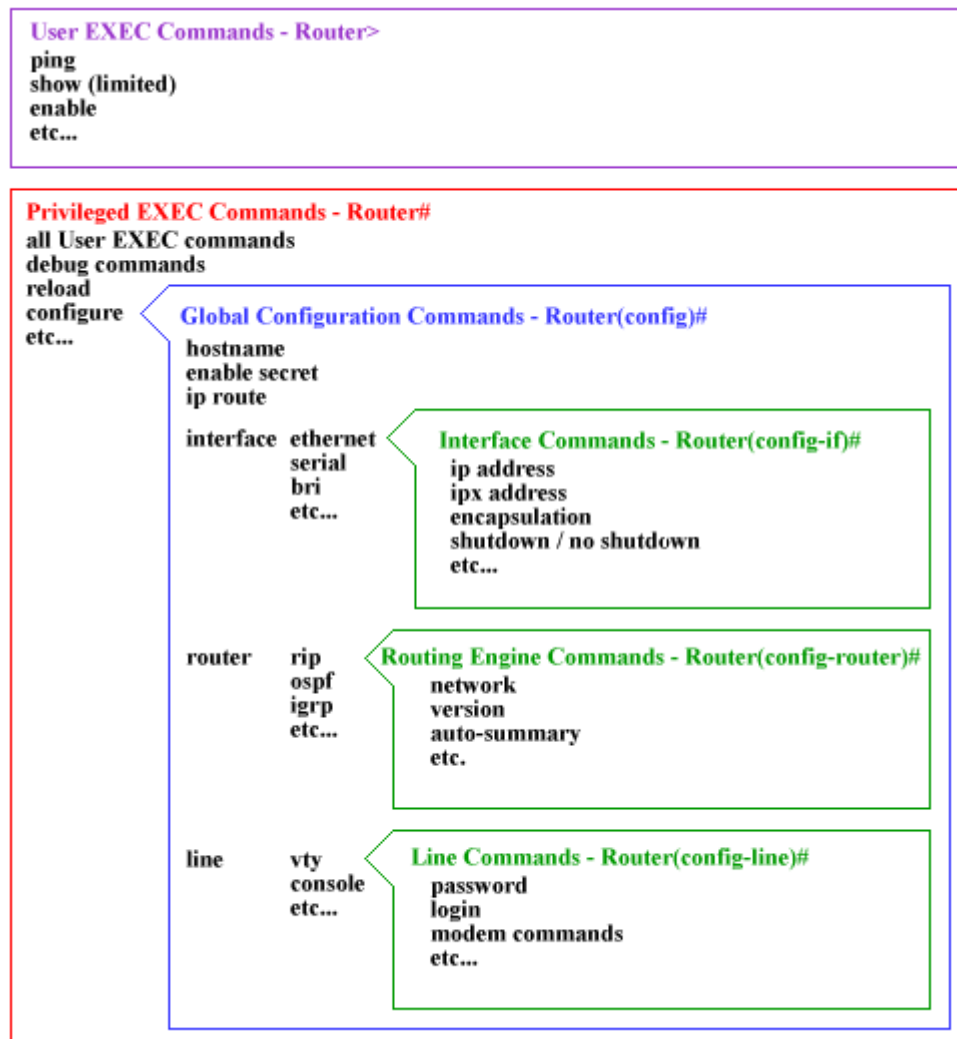 User EXEC Commands - Router>
ping
show (limited)
enable
etc...
Privileged EXEC Commands - Router#
all User EXEC commands
debug commands
reload
configure
etc...
Global Configuration Commands - Router(config)#
hostname
enable secret
ip route
interface ethernet
serial
bri
etc...
Interface Commands - Router(config-if)#
ip address
ipx address
encapsulation
shutdown / no shutdown
etc...
router rip
ospf
igrp
etc...
Routing Engine Commands - Router(config-router)#
network
version
auto-summary
etc.
line vty
console
etc...
Line Commands - Router(config-line)#
password
login
modem commands
etc...